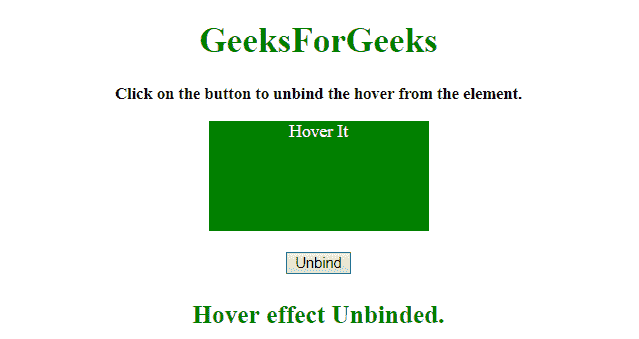 GeeksForGeeks
Click on the button to unbind the hover from the element.
Hover It
Unbind
Hover effect Unbinded.